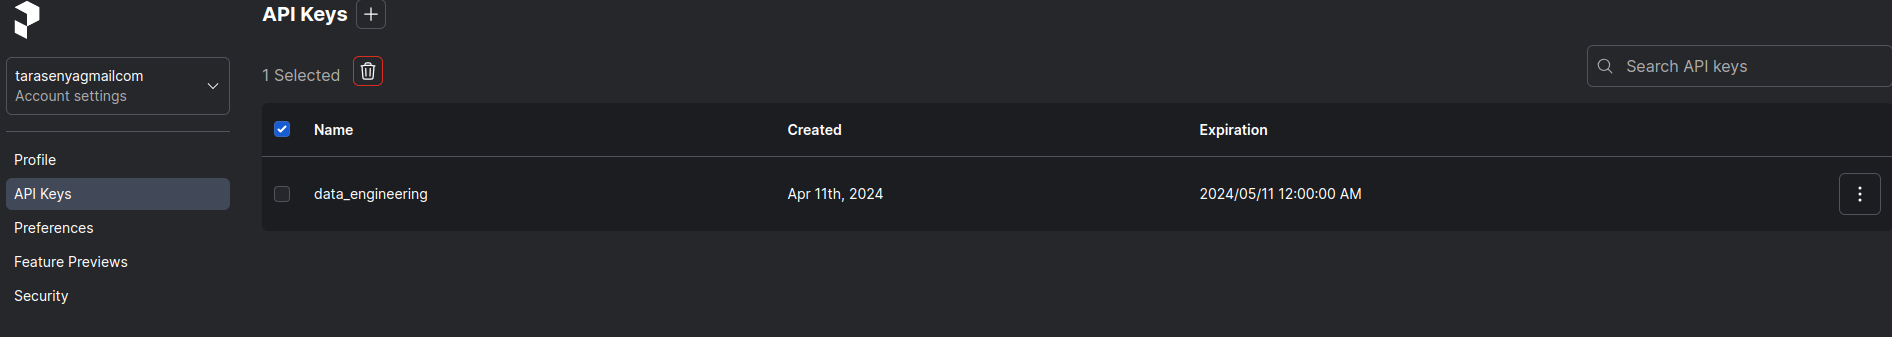 API Keys
tarasenyagmailcom
Account settings
1 Selected
Search API keys
Name Created Expiration
data_engineering Apr 11th, 2024 2024/05/11 12:00:00 AM
Profile
API Keys
Preferences
Feature Previews
Security